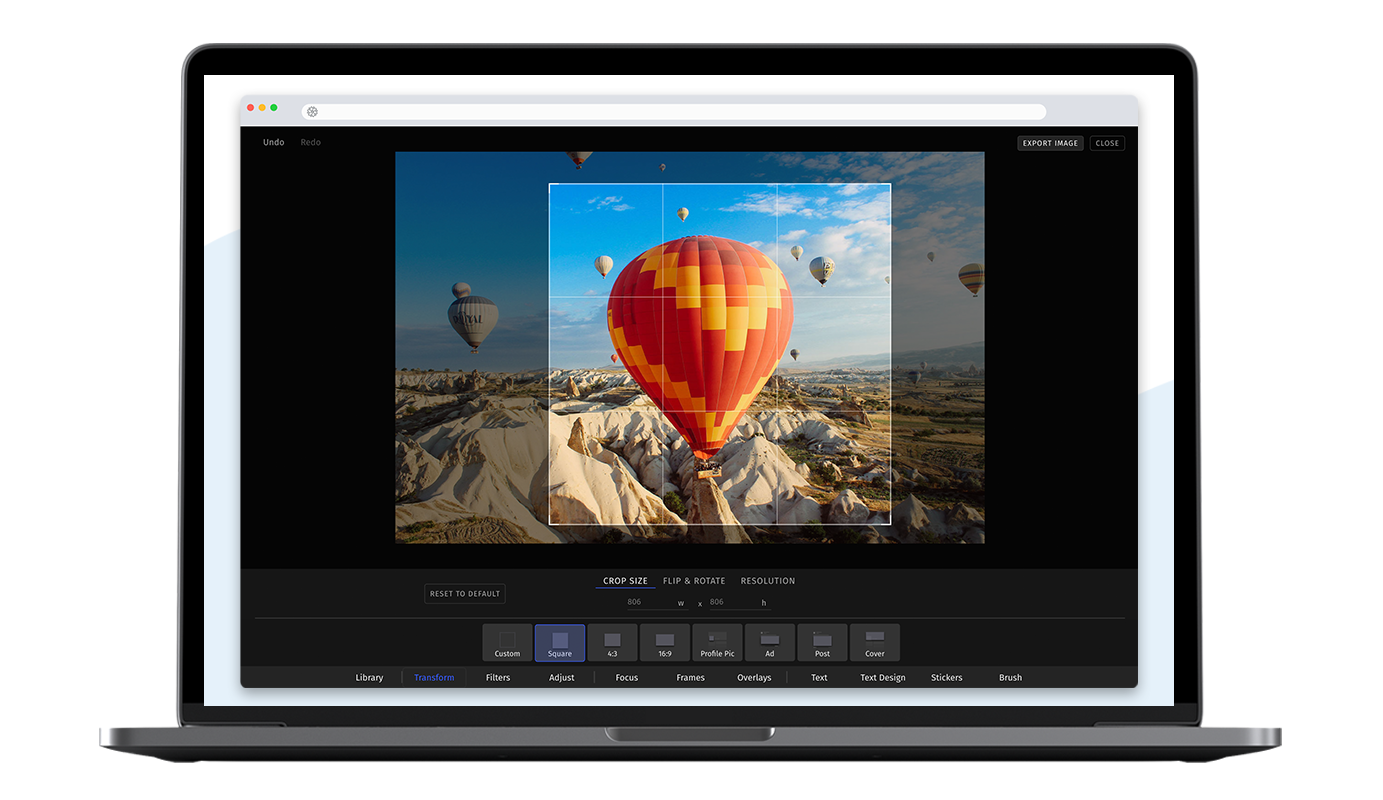 Undo Redo EXPORT IMAGE CLOSE
CROP SIZE FLIP & ROTATE RESOLUTION
RESET TO DEFAULT
806 w x 806 h
Custom Square 4:3 16:9 Profile Pic Ad Post Cover
Library Transform Filters Adjust Focus Frames Overlays Text Text Design Stickers Brush